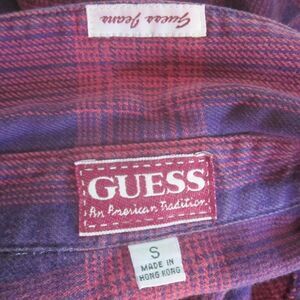 Guess Jeans
GUESS
An American Tradition
S
MADE IN
HONG KONG